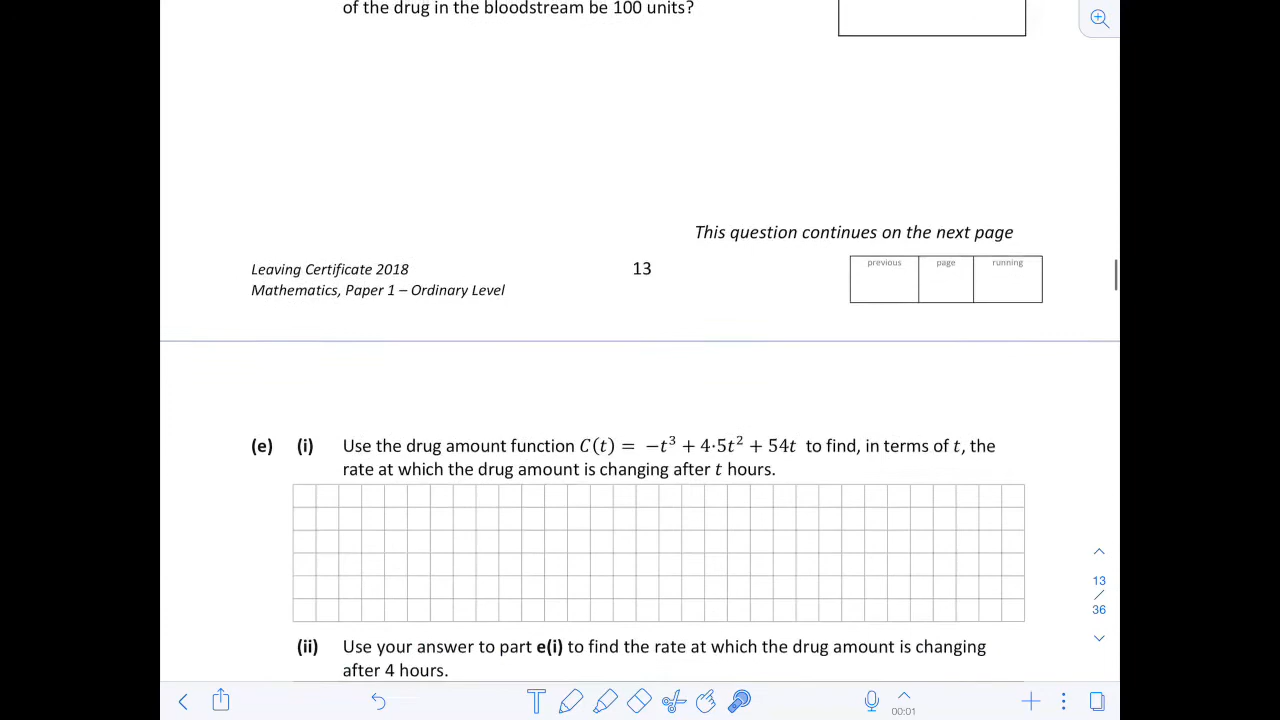 of the drug in the bloodstream be 100 units?
This question continues on the next page
Leaving Certificate 2018
Mathematics, Paper 1 – Ordinary Level
13
previous page running
(e) (i) Use the drug amount function C(t) = −t³ + 4·5t² + 54t to find, in terms of t, the
rate at which the drug amount is changing after t hours.
13
/
36
(ii) Use your answer to part e(i) to find the rate at which the drug amount is changing
after 4 hours.
T
00:01